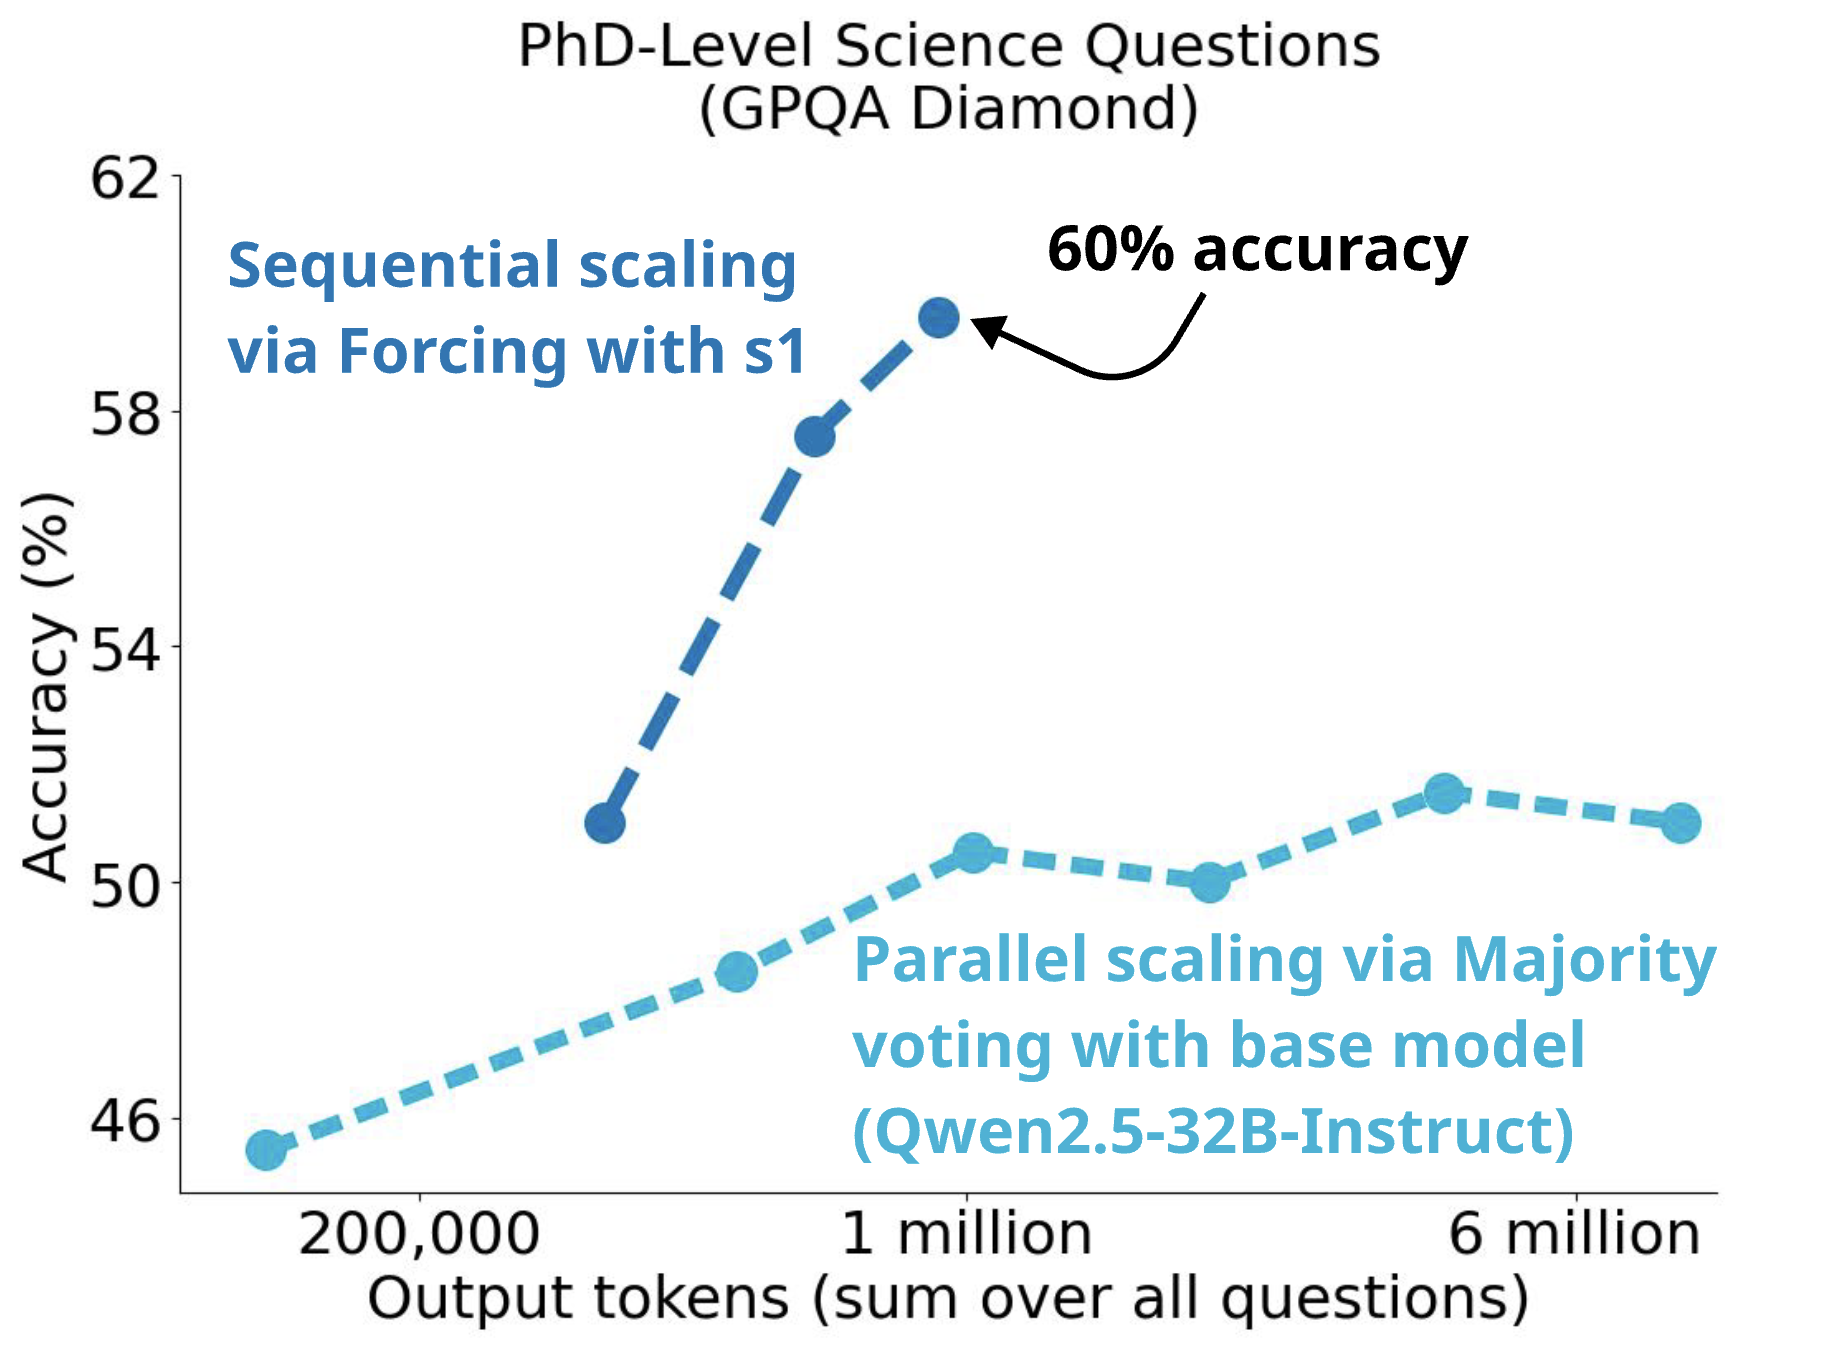 PhD-Level Science Questions
(GPQA Diamond)
62
58
54
50
46
Accuracy (%)
Sequential scaling
via Forcing with s1
60% accuracy
Parallel scaling via Majority
voting with base model
(Qwen2.5-32B-Instruct)
200,000
1 million
6 million
Output tokens (sum over all questions)